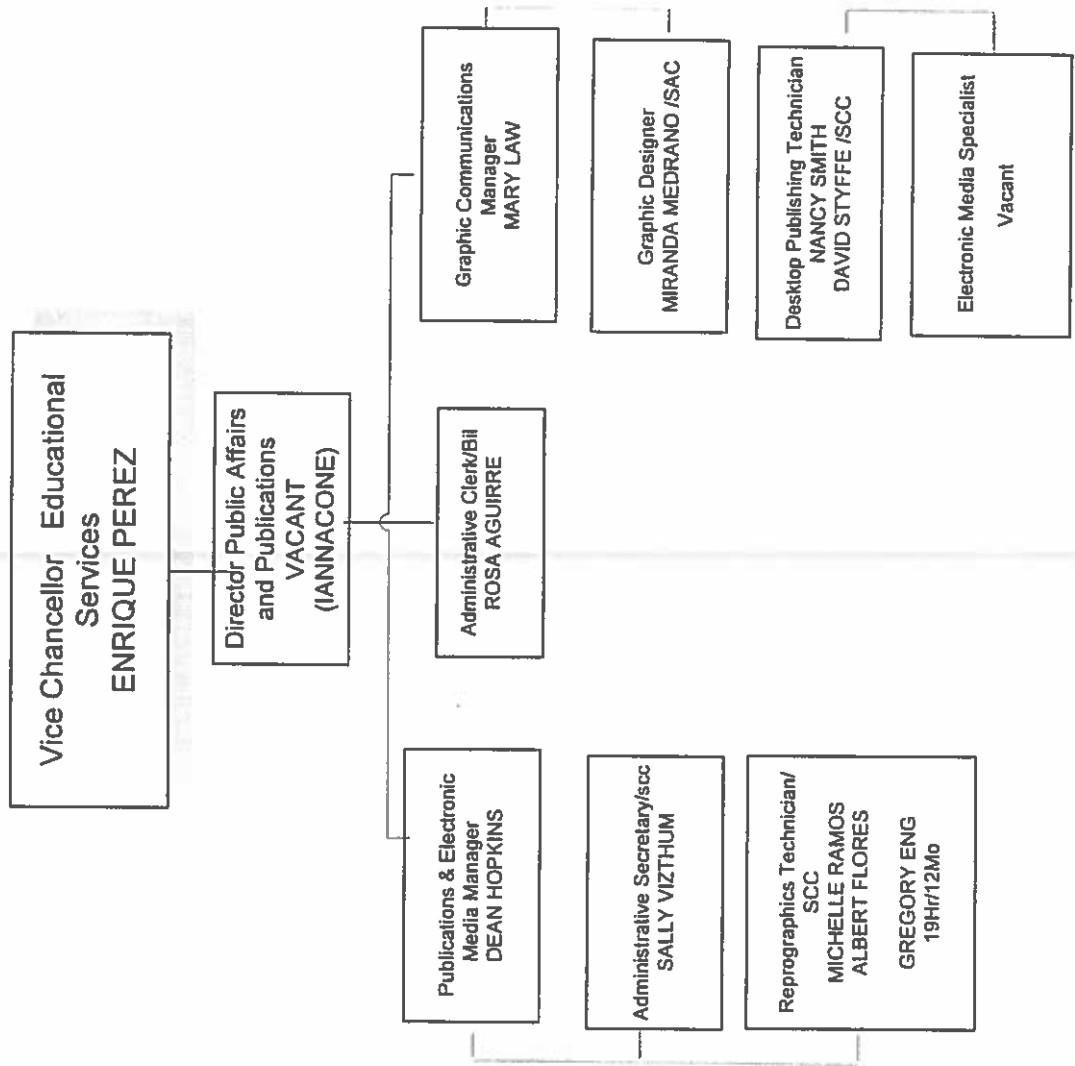 Vice Chancellor Educational
Services
ENRIQUE PEREZ
Director Public Affairs
and Publications
VACANT
(IANNACONE)
Publications & Electronic
Media Manager
DEAN HOPKINS
Administrative Secretary/scc
SALLY VIZTHUM
Reprographics Technician/
SCC
MICHELLE RAMOS
ALBERT FLORES
GREGORY ENG
19Hr/12Mo
Administrative Clerk/Bil
ROSA AGUIRRE
Graphic Communications
Manager
MARY LAW
Graphic Designer
MIRANDA MEDRANO /SAC
Desktop Publishing Technician
NANCY SMITH
DAVID STYFFE /SCC
Electronic Media Specialist
Vacant